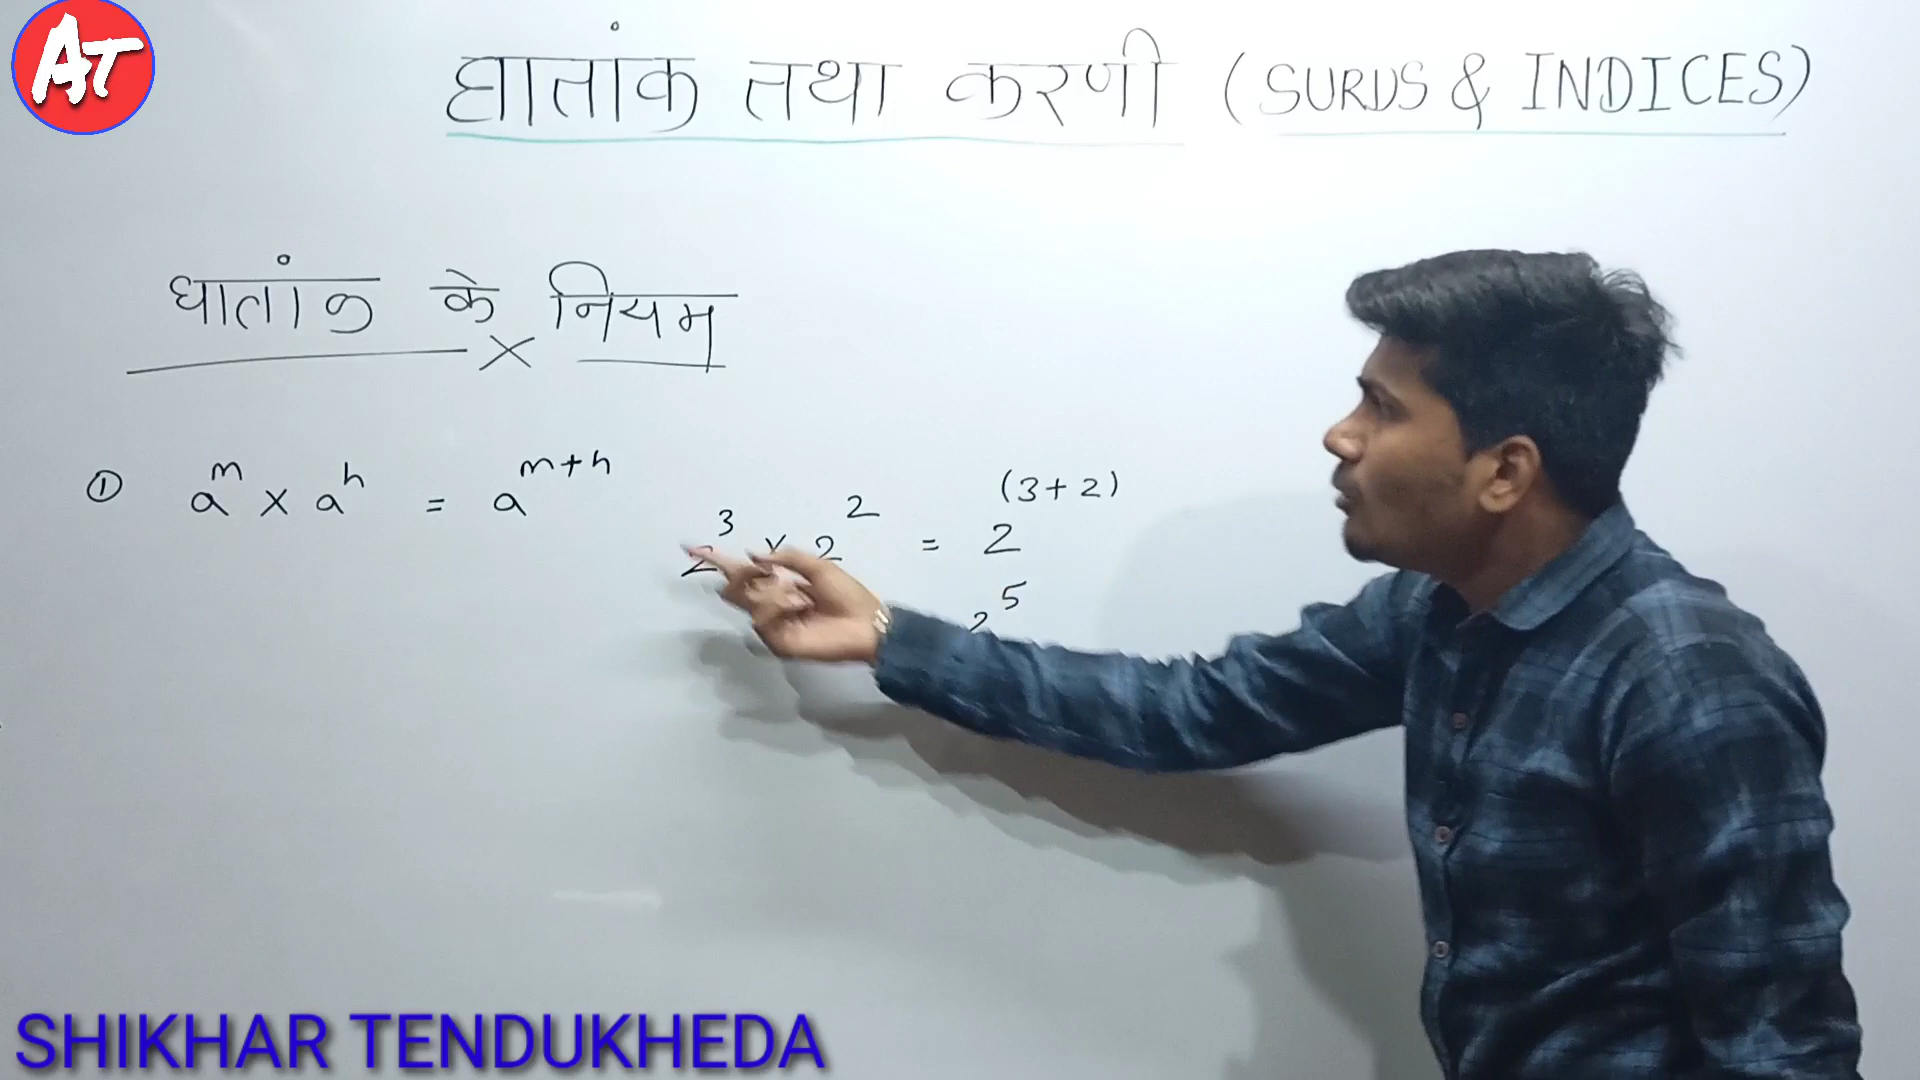 AT
घातांक तथा करणी (SURDS & INDICES)
घातांक के नियम
① a^m × a^n = a^(m+n)
2^3 × 2^2 = 2^(3+2)
2^5
SHIKHAR TENDUKHEDA